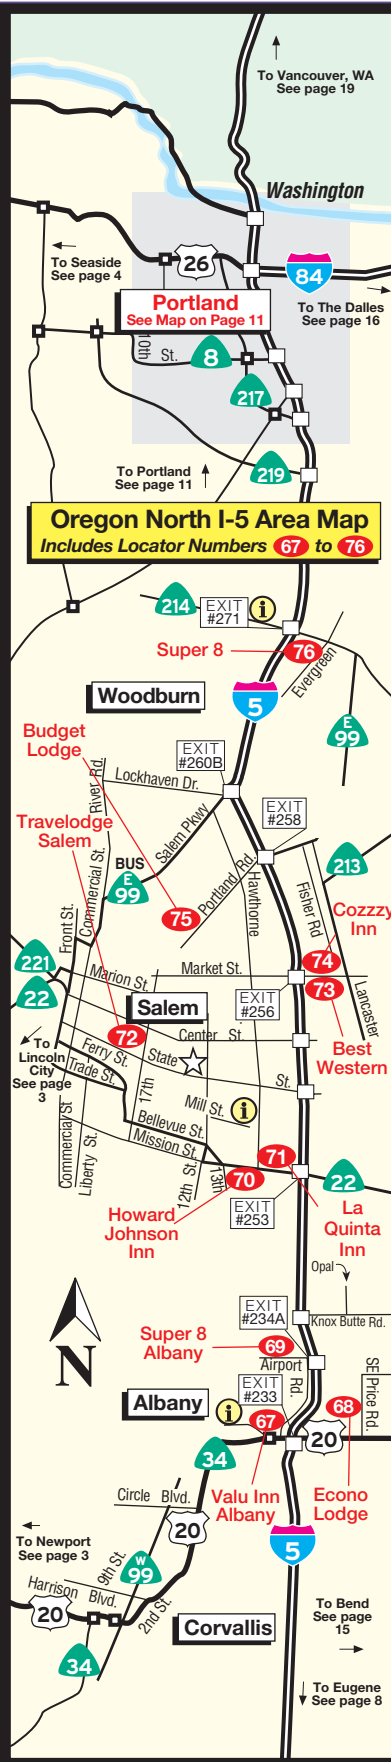 To Vancouver, WA
See page 19
Washington
To Seaside
See page 4
26
84
Portland
See Map on Page 11
To The Dalles
See page 16
10th
St.
8
217
219
To Portland
See page 11
Oregon North I-5 Area Map
Includes Locator Numbers 67 to 76
214
EXIT
#271
i
Super 8
76
Evergreen
Woodburn
5
E
99
Budget
Lodge
EXIT
#260B
River Rd.
Lockhaven Dr.
Travelodge
Salem
Salem Pkwy
EXIT
#258
Commercial St.
BUS
E
99
Portland Rd.
Hawthorne
Fisher Rd
213
Front St.
75
Cozzzy
Inn
74
221
Marion St.
Market St.
Lancaster
22
Salem
EXIT
#256
73
72
Center St.
Best
Western
To
Lincoln
City
See page
3
Ferry St.
State
St.
Trade St.
17th
Mill St.
i
Commercial St
Liberty St.
Bellevue St.
Mission St.
12th St.
13th
71
70
22
EXIT
#253
Howard
Johnson
Inn
La
Quinta
Inn
Opal
N
EXIT
#234A
Knox Butte Rd.
Super 8
Albany
69
Airport
Rd.
SE Price Rd.
EXIT
#233
Albany
i
67
68
20
34
Valu Inn
Albany
Econo
Lodge
Circle Blvd.
20
To Newport
See page 3
9th St.
W
99
5
Harrison Blvd.
2nd St.
20
Corvallis
To Bend
See page
15
34
To Eugene
See page 8